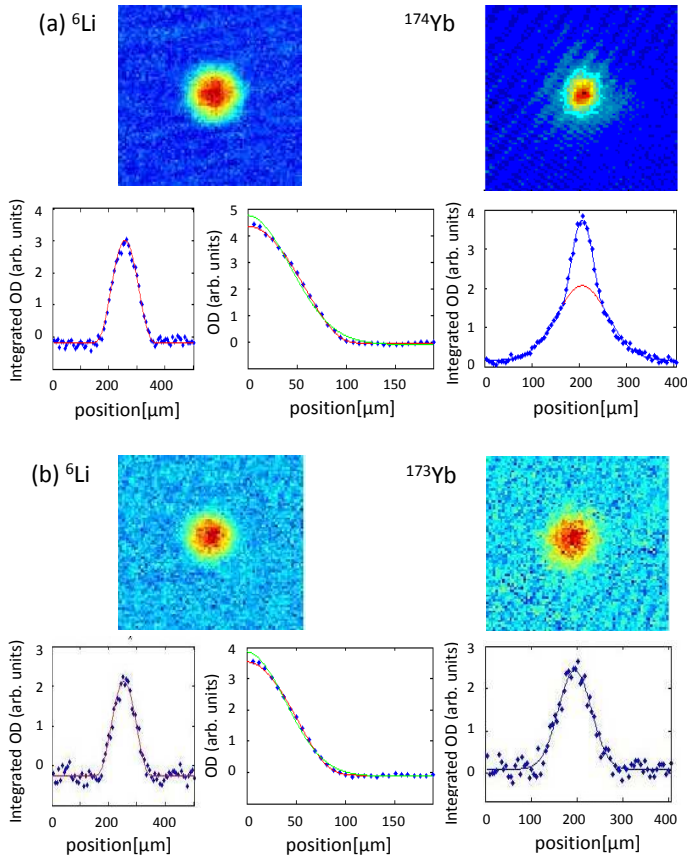 (a) ⁶Li
¹⁷⁴Yb
Integrated OD (arb. units)
4
3
2
1
0
0 200 400
position[μm]
OD (arb. units)
5
4
3
2
1
0
0 50 100 150
position[μm]
Integrated OD (arb. units)
4
3
2
1
0
0 100 200 300 400
position[μm]
(b) ⁶Li
¹⁷³Yb
Integrated OD (arb. units)
3
2
1
0
0 200 400
position[μm]
OD (arb. units)
4
3
2
1
0
0 50 100 150
position[μm]
Integrated OD (arb. units)
3
2
1
0
0 100 200 300 400
position[μm]